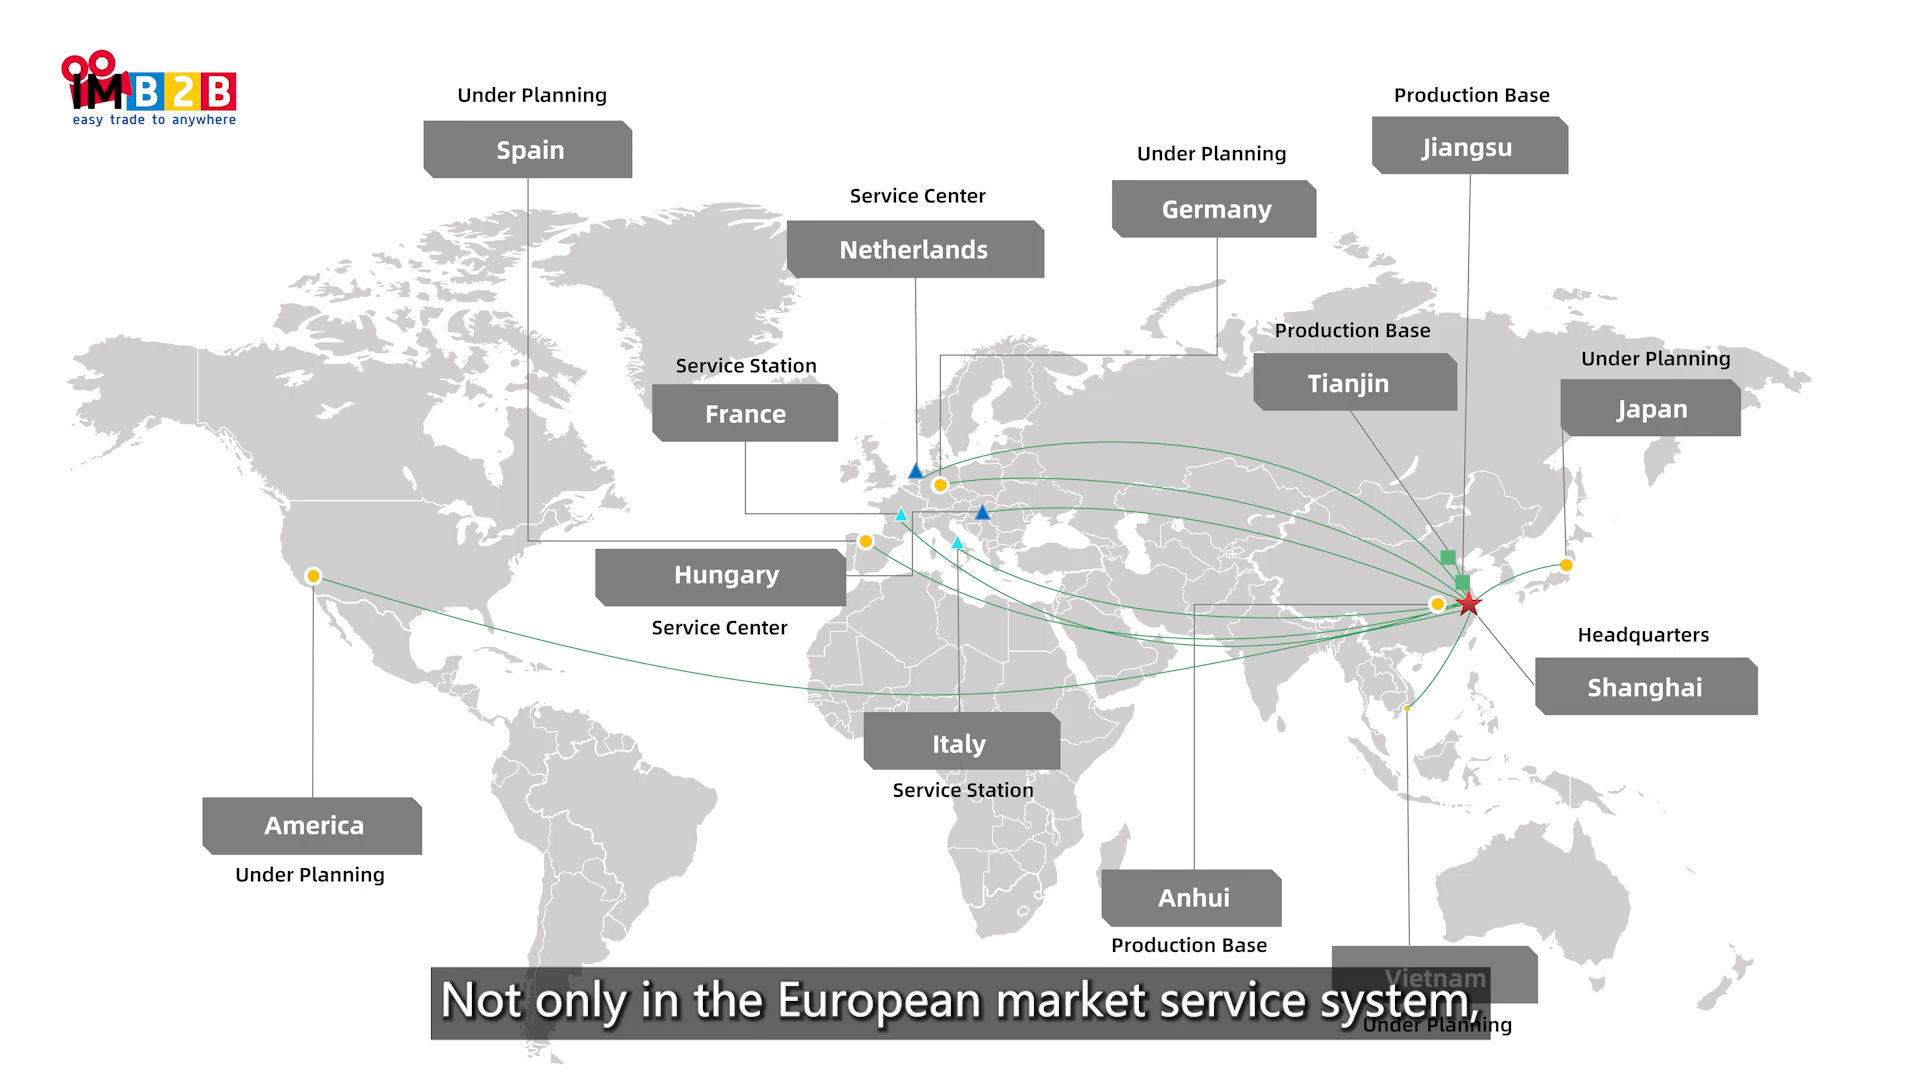 iMB2B
easy trade to anywhere
Under Planning
Spain
Production Base
Jiangsu
Under Planning
Germany
Service Center
Netherlands
Production Base
Tianjin
Under Planning
Japan
Service Station
France
Hungary
Service Center
Headquarters
Shanghai
Italy
Service Station
America
Under Planning
Anhui
Production Base
Vietnam
Under Planning
Not only in the European market service system,